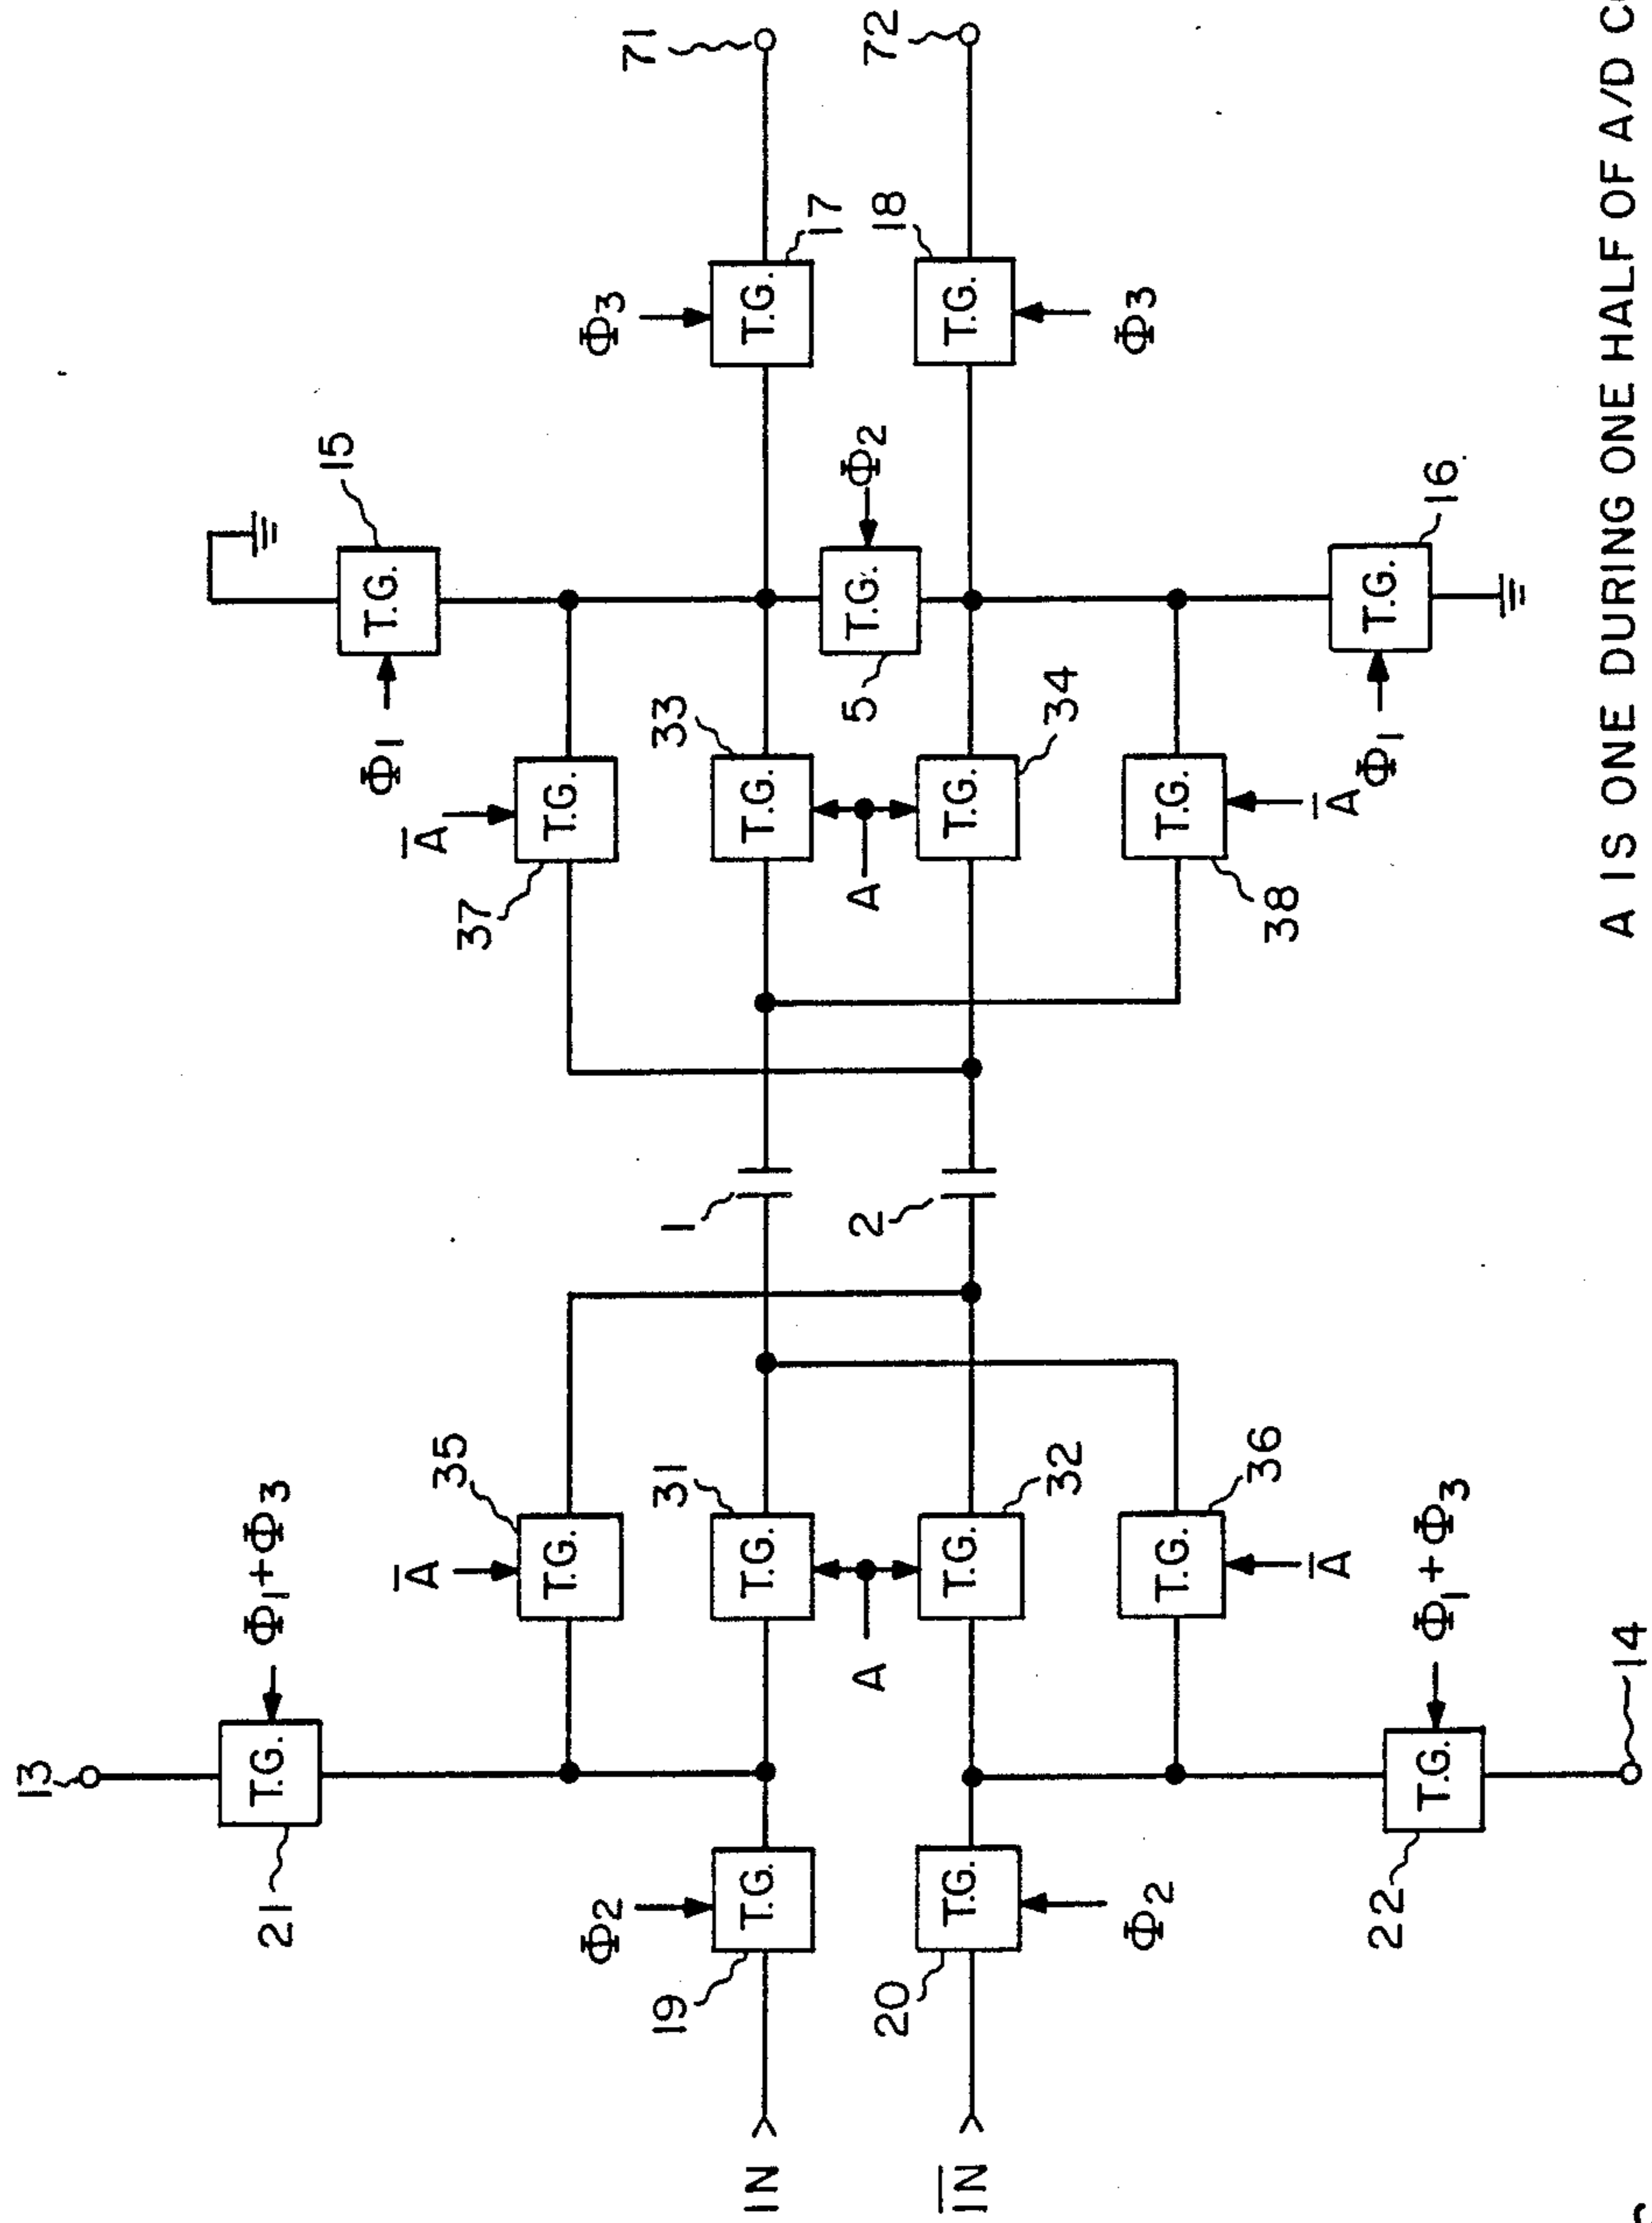 13
21
T.G.
Φ1+Φ3
IN
19
T.G.
Φ2
IN
20
T.G.
Φ2
22
T.G.
Φ1+Φ3
14
35
T.G.
A
31
T.G.
A
32
T.G.
36
T.G.
A
1
2
37
T.G.
A
33
T.G.
A
34
T.G.
38
T.G.
A
15
T.G.
Φ1
5
T.G.
Φ2
16
T.G.
Φ1
17
T.G.
Φ3
18
T.G.
Φ3
71
72
A IS ONE DURING ONE HALF OF A/D